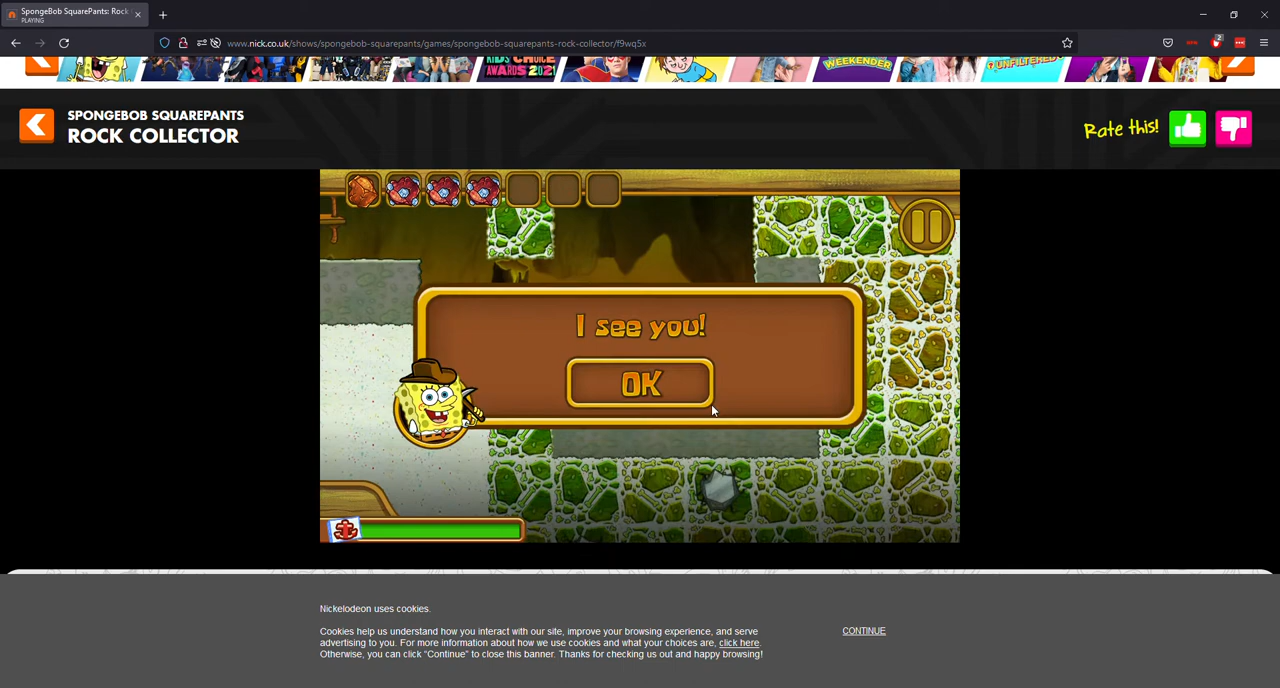 SpongeBob SquarePants: Rock
PLAYING
www.nick.co.uk/shows/spongebob-squarepants/games/spongebob-squarepants-rock-collector/f9wq5x
2
KIDS CHOICE
AWARDS 2021
WEEKENDER
UNFILTERED
SPONGEBOB SQUAREPANTS
ROCK COLLECTOR
Rate this!
I see you!
OK
Nickelodeon uses cookies.
Cookies help us understand how you interact with our site, improve your browsing experience, and serve
advertising to you. For more information about how we use cookies and what your choices are, click here.
Otherwise, you can click “Continue” to close this banner. Thanks for checking us out and happy browsing!
CONTINUE